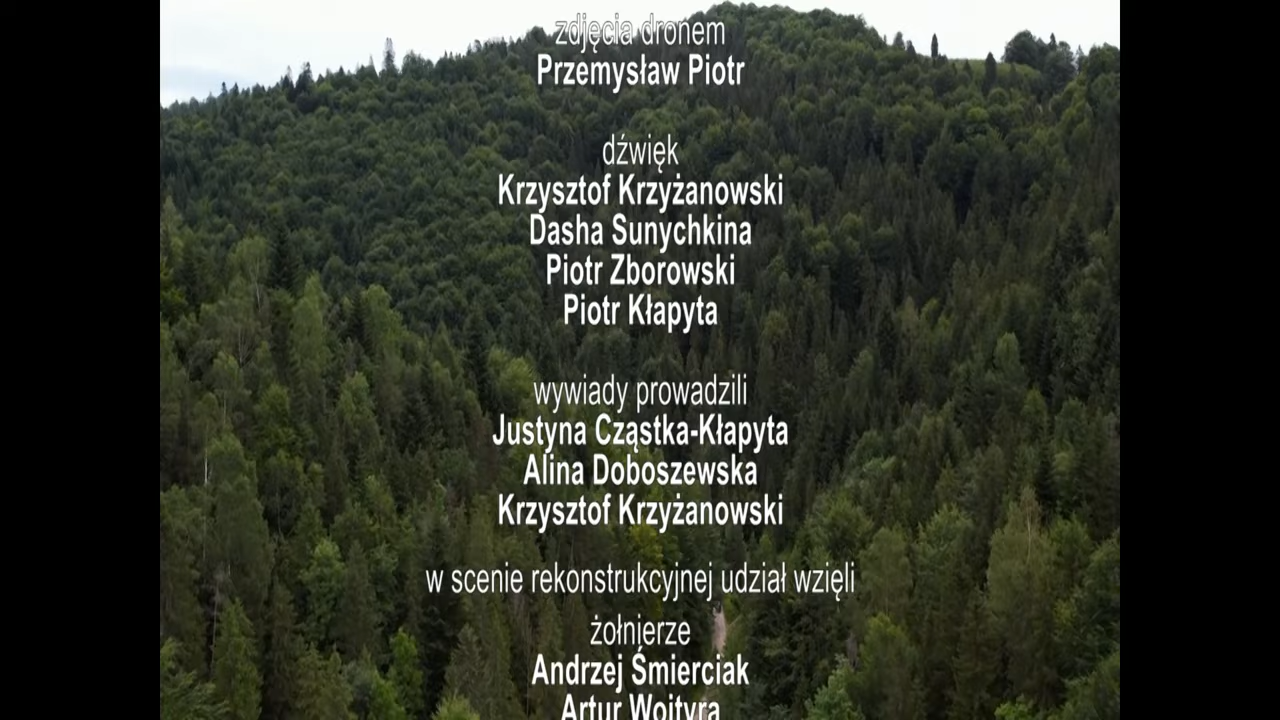 zdjęcia dronem
Przemysław Piotr
dźwięk
Krzysztof Krzyżanowski
Dasha Sunychkina
Piotr Zborowski
Piotr Kłapyta
wywiady prowadzili
Justyna Cząstka-Kłapyta
Alina Doboszewska
Krzysztof Krzyżanowski
w scenie rekonstrukcyjnej udział wzięli
żołnierze
Andrzej Śmierciak
Artur Wojtyra